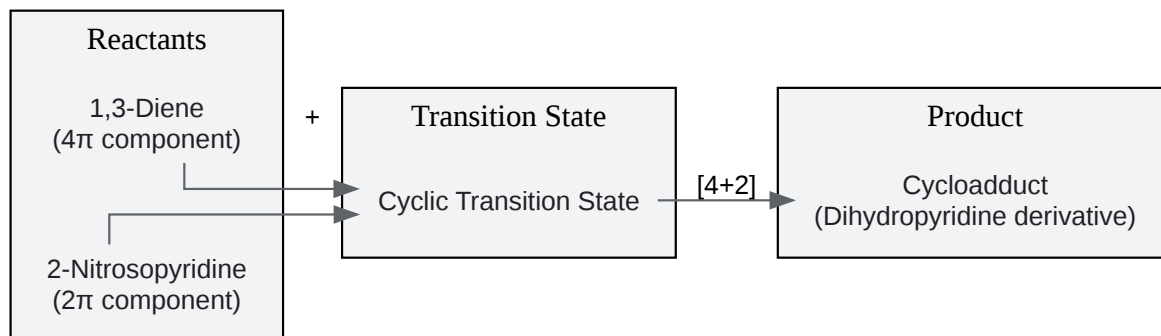 Reactants
1,3-Diene
(4π component)
2-Nitrosopyridine
(2π component)
+
Transition State
Cyclic Transition State
[4+2]
Product
Cycloadduct
(Dihydropyridine derivative)